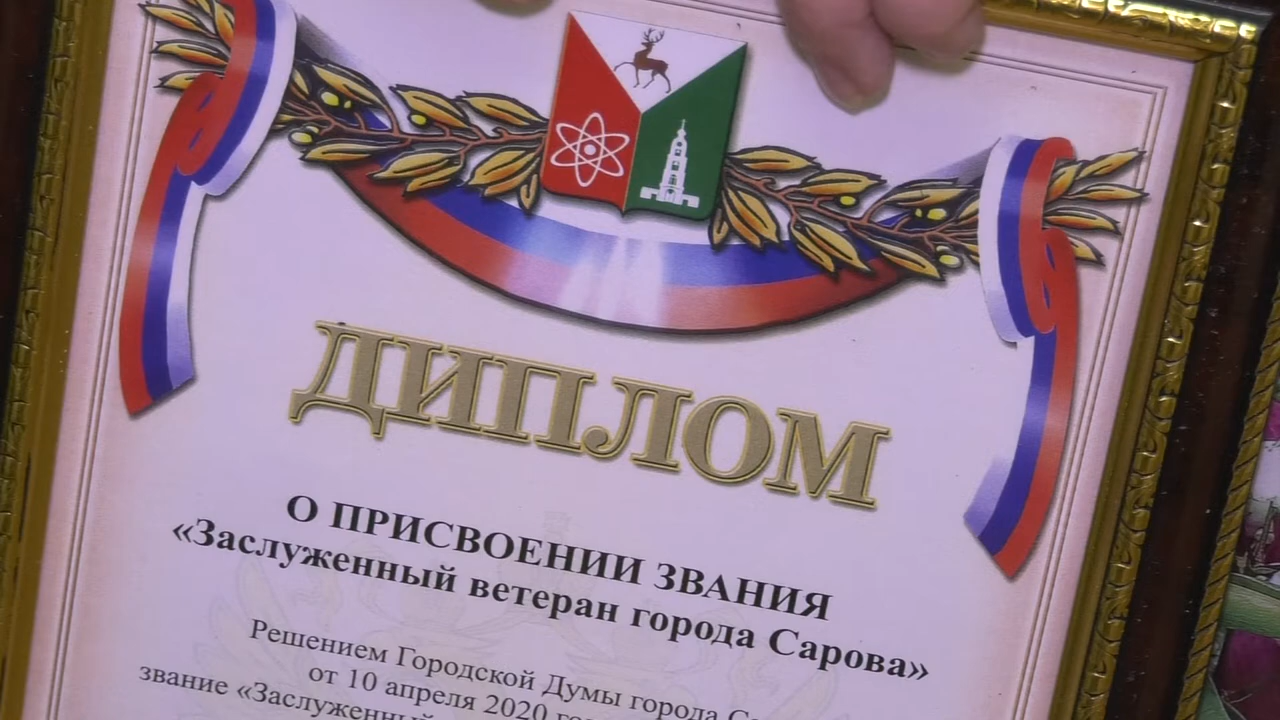 ДИПЛОМ
О ПРИСВОЕНИИ ЗВАНИЯ
«Заслуженный ветеран города Сарова»
Решением Городской Думы города
от 10 апреля 2020
звание «Заслуженный